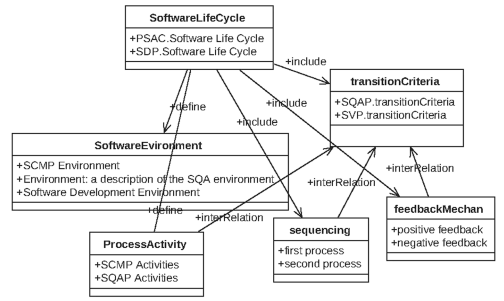 SoftwareLifeCycle
+PSAC.Software Life Cycle
+SDP.Software Life Cycle
+include
transitionCriteria
+SQAP.transitionCriteria
+SVP.transitionCriteria
+define
+include
+include
SoftwareEvironment
+SCMP Environment
+Environment: a description of the SQA environment
+Software Development Environment
+interRelation
+interRelation
+define
+interRelation
feedbackMechan
+positive feedback
+negative feedback
sequencing
+first process
+second process
ProcessActivity
+SCMP Activities
+SQAP Activities